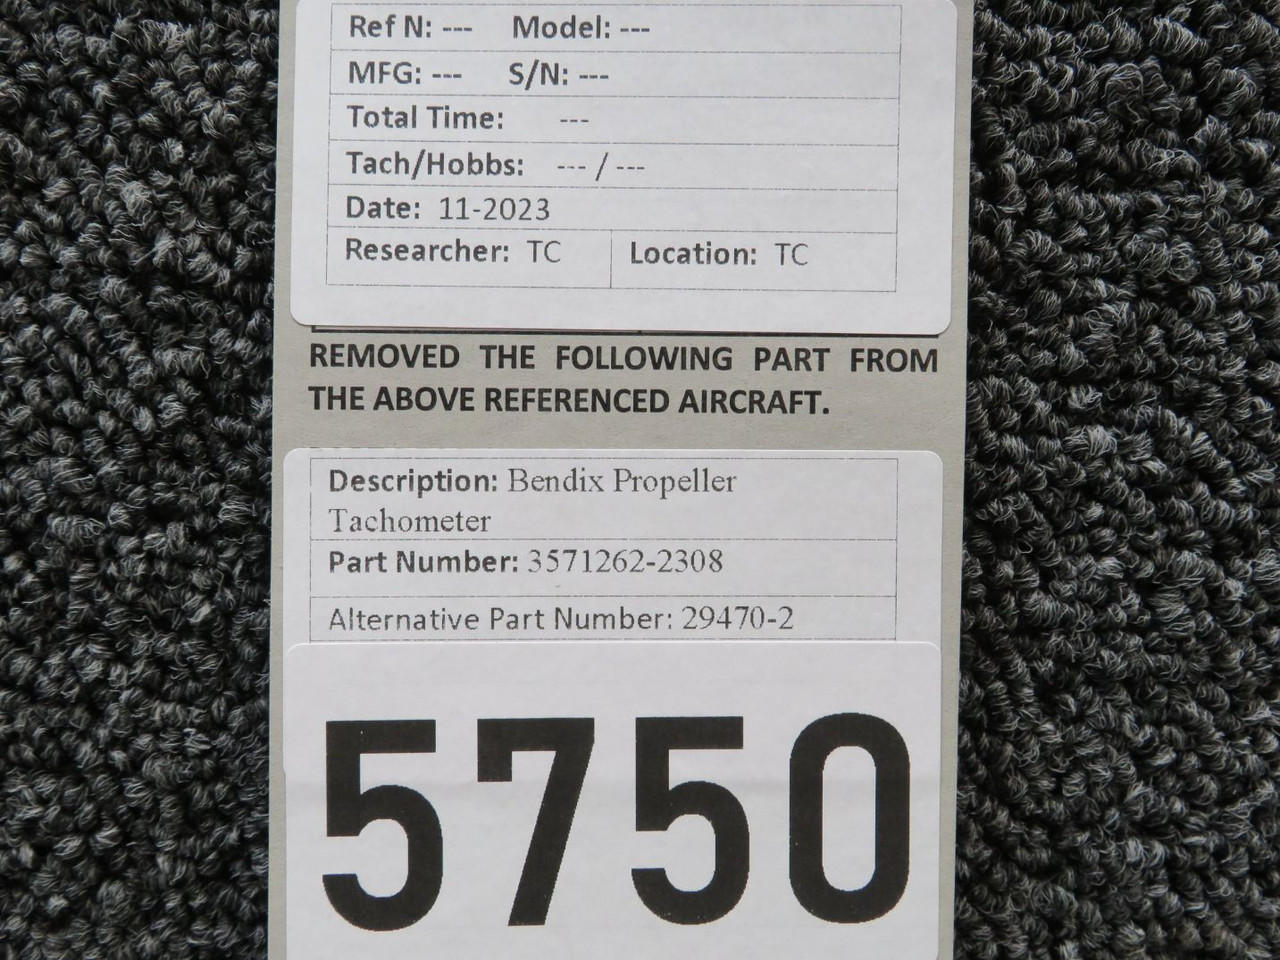 Ref N: --- Model: ---
MFG: --- S/N: ---
Total Time: ---
Tach/Hobbs: --- / ---
Date: 11-2023
Researcher: TC Location: TC
REMOVED THE FOLLOWING PART FROM
THE ABOVE REFERENCED AIRCRAFT.
Description: Bendix Propeller
Tachometer
Part Number: 3571262-2308
Alternative Part Number: 29470-2
5750